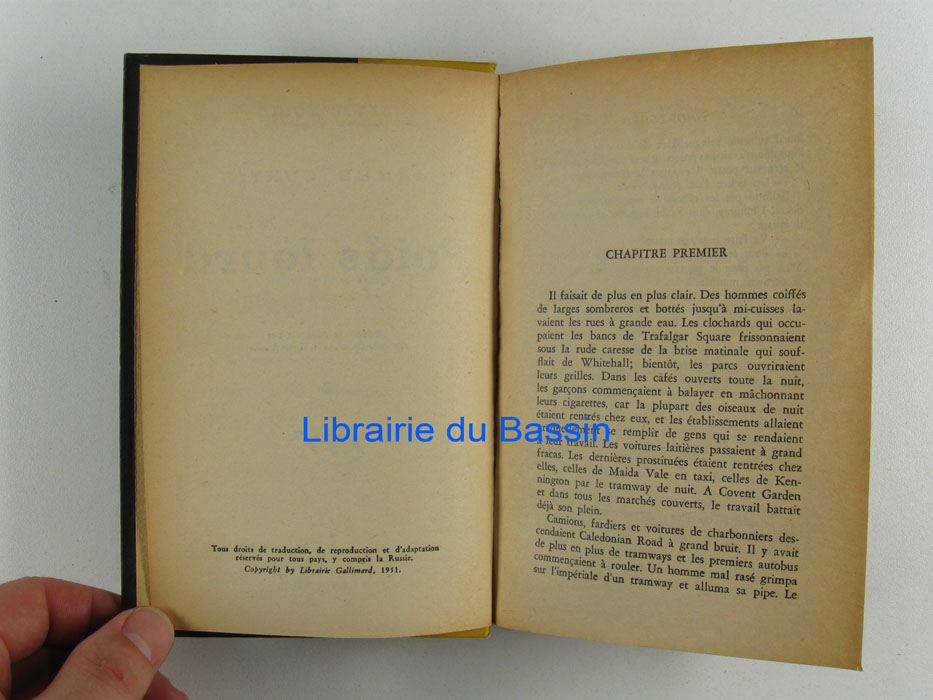 Tous droits de traduction, de reproduction et d'adaptation
réservés pour tous pays, y compris la Russie.
Copyright by Librairie Gallimard, 1951.
CHAPITRE PREMIER
Il faisait de plus en plus clair. Des hommes coiffés
de larges sombreros et bottés jusqu'à mi-cuisses la-
vaient les rues à grande eau. Les clochards qui occu-
paient les bancs de Trafalgar Square frissonnaient
sous la rude caresse de la brise matinale qui souf-
flait de Whitehall; bientôt, les parcs ouvriraient
leurs grilles. Dans les cafés ouverts toute la nuit,
les garçons commençaient à balayer en mâchonnant
leurs cigarettes, car la plupart des oiseaux de nuit
étaient rentrés chez eux, et les établissements allaient
se remplir de gens qui se rendaient
à leur travail. Les voitures laitières passaient à grand
fracas. Les dernières prostituées étaient rentrées chez
elles, celles de Maida Vale en taxi, celles de Ken-
nington par le tramway de nuit. A Covent Garden
et dans tous les marchés couverts, le travail battait
déjà son plein.
Camions, fardiers et voitures de charbonniers des-
cendaient Caledonian Road à grand bruit. Il y avait
de plus en plus de tramways et les premiers autobus
commençaient à rouler. Un homme mal rasé grimpa
sur l'impériale d'un tramway et alluma sa pipe. Le
Librairie du Bassin